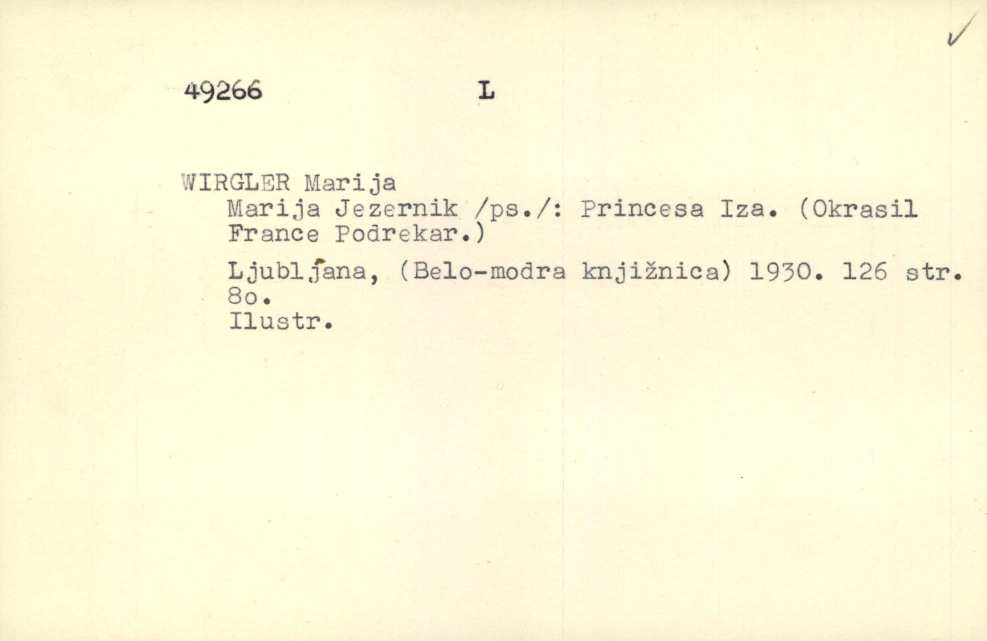 49266 L
WIRGLER Marija
Marija Jezernik /ps./: Princesa Iza. (Okrasil
France Podrekar.)
Ljubljana, (Belo-modra knjižnica) 1930. 126 str.
8o.
Ilustr.